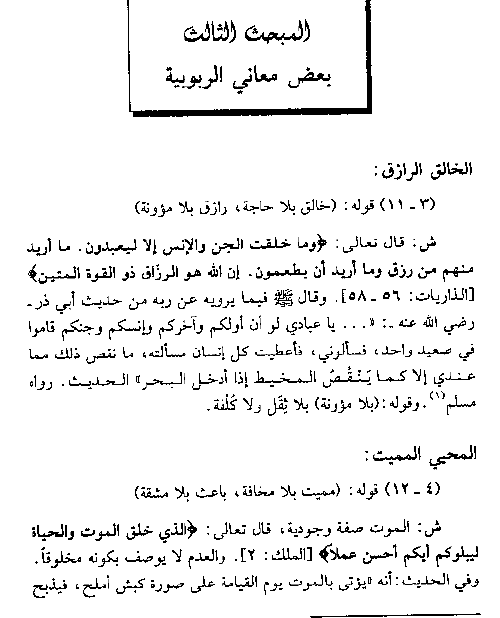 المبحث الثالث
بعض معاني الربوبية
الخالق الرازق:
(٣ ـ ١١) قوله: (خالق بلا حاجة، رازق بلا مؤونة)
ش: قال تعالى: ﴿وما خلقت الجن والإنس إلا ليعبدون. ما أريد
منهم من رزق وما أريد أن يطعمون. إن الله هو الرزّاق ذو القوة المتين﴾
[الذاريات: ٥٦ ـ ٥٨]. وقال ﷺ فيما يرويه عن ربه من حديث أبي ذر ـ
رضي الله عنه ـ: «... يا عبادي لو أن أولكم وآخركم وإنسكم وجنكم قاموا
في صعيد واحد، فسألوني، فأعطيت كل إنسان مسألته، ما نقص ذلك مما
عندي إلا كما يَنْقُصُ المخيط إذا أدخل البحر» الحديث. رواه
مسلم(١). وقوله: (بلا مؤونة) بلا ثِقَل ولا كُلْفة.
المحيي المميت:
(٤ ـ ١٢) قوله: (مميت بلا مخافة، باعث بلا مشقة)
ش: الموت صفة وجودية، قال تعالى: ﴿الذي خلق الموت والحياة
ليبلوكم أيكم أحسن عملاً﴾ [الملك: ٢]. والعدم لا يوصف بكونه مخلوقاً.
وفي الحديث: أنه «يؤتى بالموت يوم القيامة على صورة كبش أملح، فيذبح